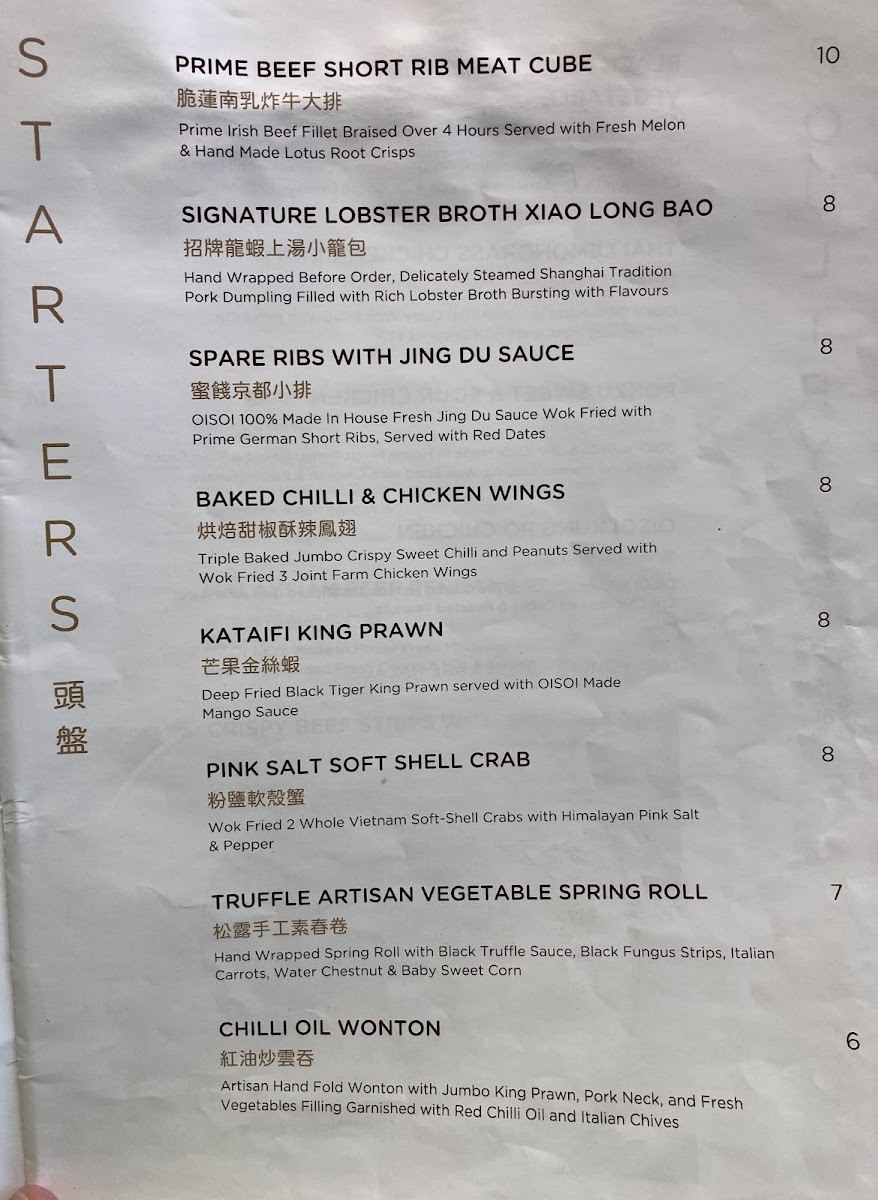 STARTERS 頭盤
PRIME BEEF SHORT RIB MEAT CUBE 10
脆蓮南乳炸牛大排
Prime Irish Beef Fillet Braised Over 4 Hours Served with Fresh Melon
& Hand Made Lotus Root Crisps
SIGNATURE LOBSTER BROTH XIAO LONG BAO 8
招牌龍蝦上湯小籠包
Hand Wrapped Before Order, Delicately Steamed Shanghai Tradition
Pork Dumpling Filled with Rich Lobster Broth Bursting with Flavours
SPARE RIBS WITH JING DU SAUCE 8
蜜餞京都小排
OISOI 100% Made In House Fresh Jing Du Sauce Wok Fried with
Prime German Short Ribs, Served with Red Dates
BAKED CHILLI & CHICKEN WINGS 8
烘焙甜椒酥辣鳳翅
Triple Baked Jumbo Crispy Sweet Chilli and Peanuts Served with
Wok Fried 3 Joint Farm Chicken Wings
KATAIFI KING PRAWN 8
芒果金絲蝦
Deep Fried Black Tiger King Prawn served with OISOI Made
Mango Sauce
PINK SALT SOFT SHELL CRAB 8
粉鹽軟殼蟹
Wok Fried 2 Whole Vietnam Soft-Shell Crabs with Himalayan Pink Salt
& Pepper
TRUFFLE ARTISAN VEGETABLE SPRING ROLL 7
松露手工素春卷
Hand Wrapped Spring Roll with Black Truffle Sauce, Black Fungus Strips, Italian
Carrots, Water Chestnut & Baby Sweet Corn
CHILLI OIL WONTON 6
紅油炒雲吞
Artisan Hand Fold Wonton with Jumbo King Prawn, Pork Neck, and Fresh
Vegetables Filling Garnished with Red Chilli Oil and Italian Chives